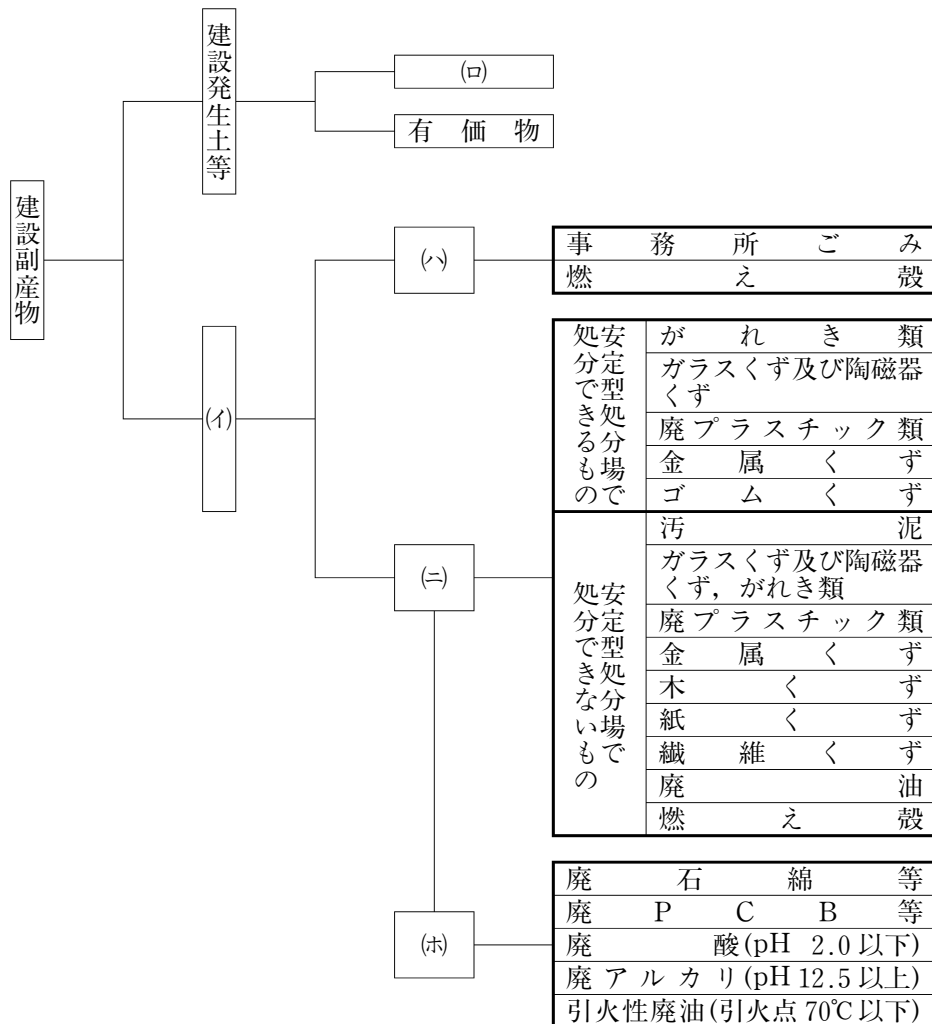 建設副産物
建設発生土等
㈺
有価物
㈹
㈻
事務所ごみ
燃え殻
㈼
安定型処分場で
処分できるもの
がれき類
ガラスくず及び陶磁器
くず
廃プラスチック類
金属くず
ゴムくず
安定型処分場で
処分できないもの
汚泥
ガラスくず及び陶磁器
くず，がれき類
廃プラスチック類
金属くず
木くず
紙くず
繊維くず
廃油
燃え殻
(ホ)
廃石綿等
廃PCB等
廃酸(pH 2.0以下)
廃アルカリ(pH 12.5以上)
引火性廃油(引火点70℃以下)